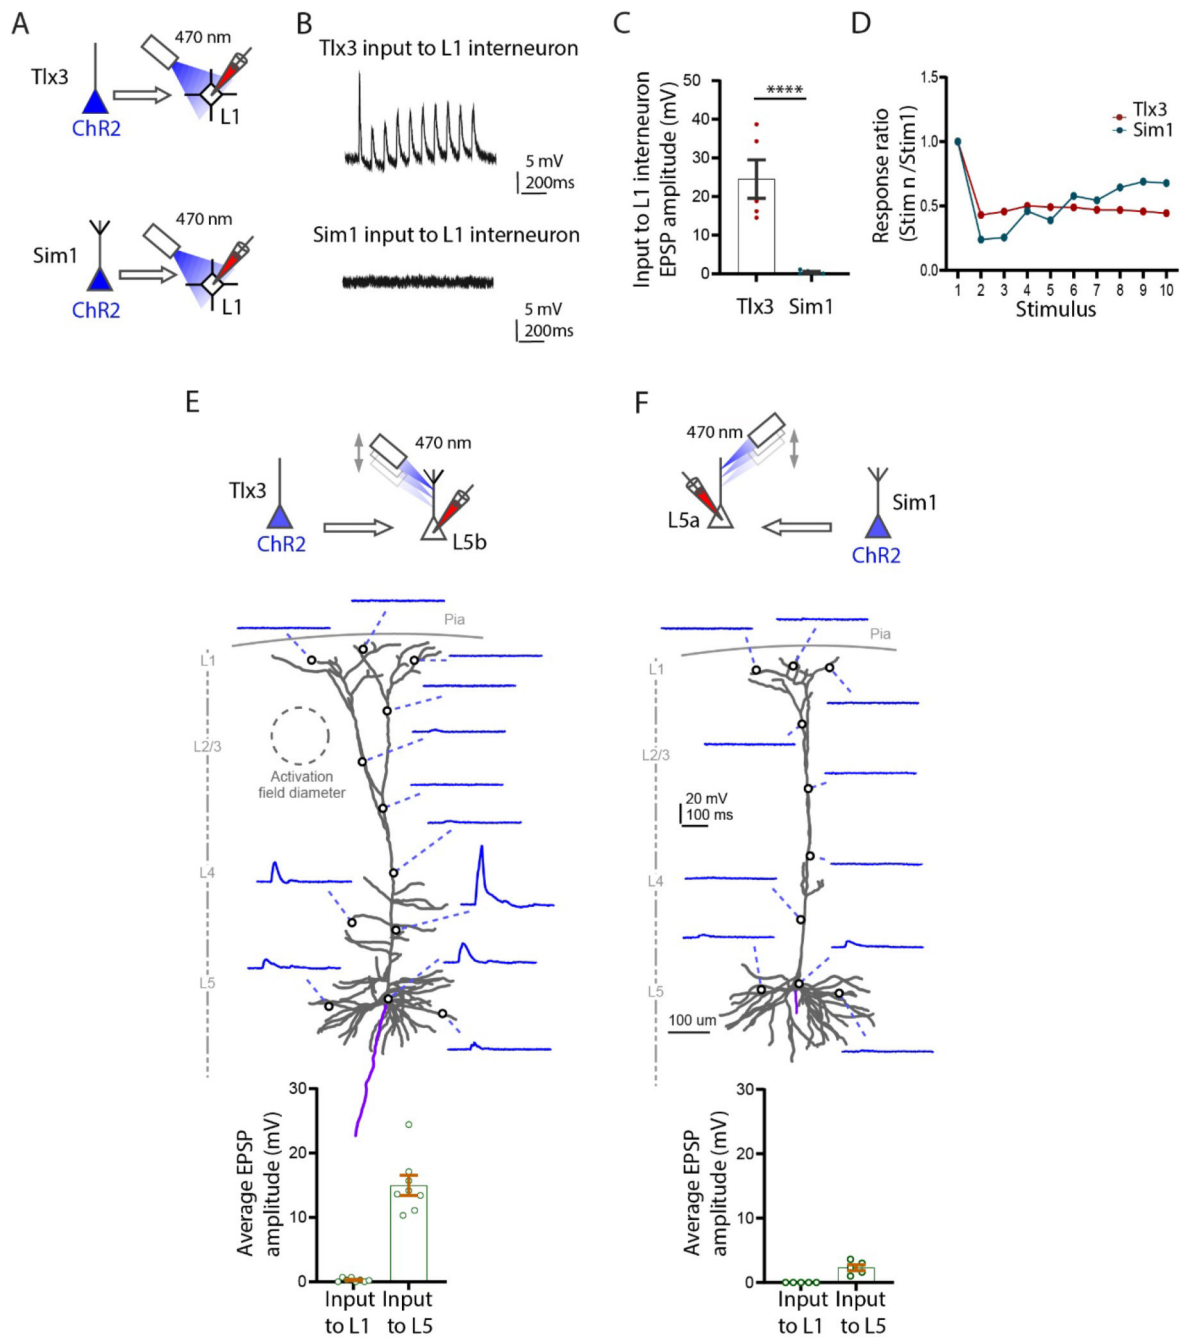 A
470 nm
Tlx3
ChR2
L1
470 nm
Sim1
ChR2
L1
B
Tlx3 input to L1 interneuron
5 mV
200ms
Sim1 input to L1 interneuron
5 mV
200ms
C
Input to L1 interneuron
EPSP amplitude (mV)
50
40
30
20
10
0
****
Tlx3 Sim1
D
Response ratio
(Stim n /Stim1)
1.5
1.0
0.5
0.0
Tlx3
Sim1
1 2 3 4 5 6 7 8 9 10
Stimulus
E
470 nm
Tlx3
ChR2
L5b
Pia
L1
L2/3
Activation
field diameter
L4
L5
Average EPSP
amplitude (mV)
30
20
10
0
Input
to L1
Input
to L5
F
470 nm
L5a
Sim1
ChR2
Pia
L1
L2/3
20 mV
100 ms
L4
L5
100 um
Average EPSP
amplitude (mV)
30
20
10
0
Input
to L1
Input
to L5